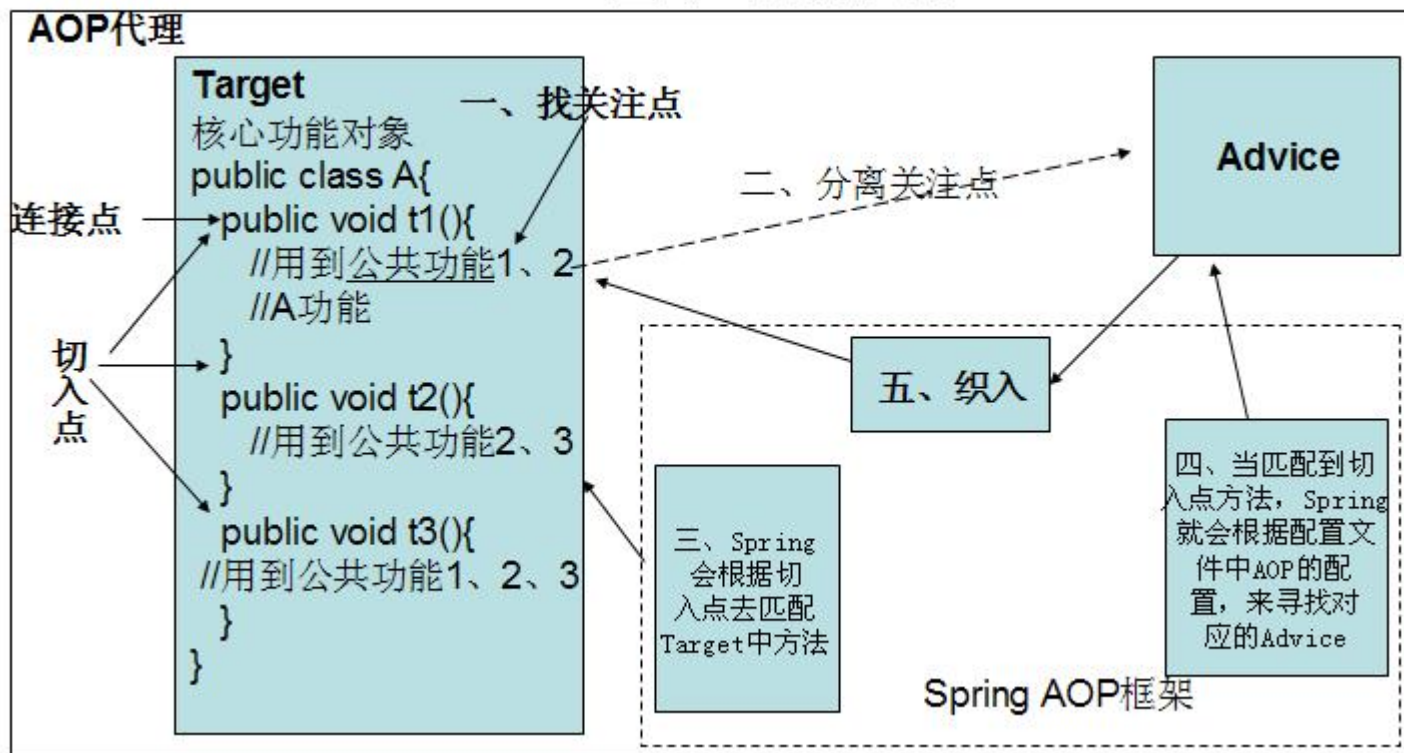 AOP代理
Target
核心功能对象
public class A{
public void t1(){
//用到公共功能1、2
//A功能
}
public void t2(){
//用到公共功能2、3
}
public void t3(){
//用到公共功能1、2、3
}
}
连接点
切
入
点
一、找关注点
二、分离关注点
Advice
五、织入
三、Spring
会根据切
入点去匹配
Target中方法
四、当匹配到切
入点方法，Spring
就会根据配置文
件中AOP的配
置，来寻找对
应的Advice
Spring AOP框架